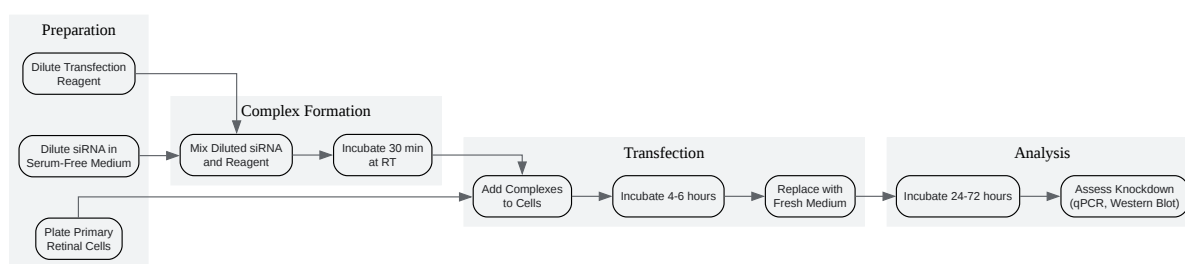 Preparation
Dilute Transfection
Reagent
Dilute siRNA in
Serum-Free Medium
Plate Primary
Retinal Cells
Complex Formation
Mix Diluted siRNA
and Reagent
Incubate 30 min
at RT
Transfection
Add Complexes
to Cells
Incubate 4-6 hours
Replace with
Fresh Medium
Analysis
Incubate 24-72 hours
Assess Knockdown
(qPCR, Western Blot)